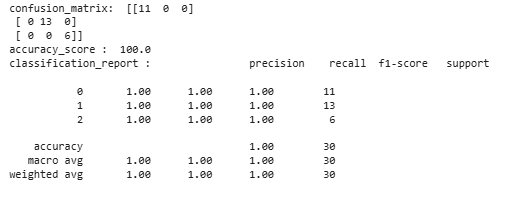 confusion_matrix:  [[11  0  0]
 [ 0 13  0]
 [ 0  0  6]]
accuracy_score :  100.0
classification_report :               precision    recall  f1-score   support
           0       1.00      1.00      1.00        11
           1       1.00      1.00      1.00        13
           2       1.00      1.00      1.00         6
    accuracy                           1.00        30
   macro avg       1.00      1.00      1.00        30
weighted avg       1.00      1.00      1.00        30